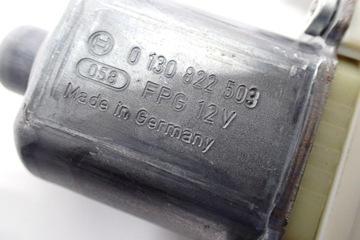 0 130 822 503
058 FPG 12V
Made in Germany